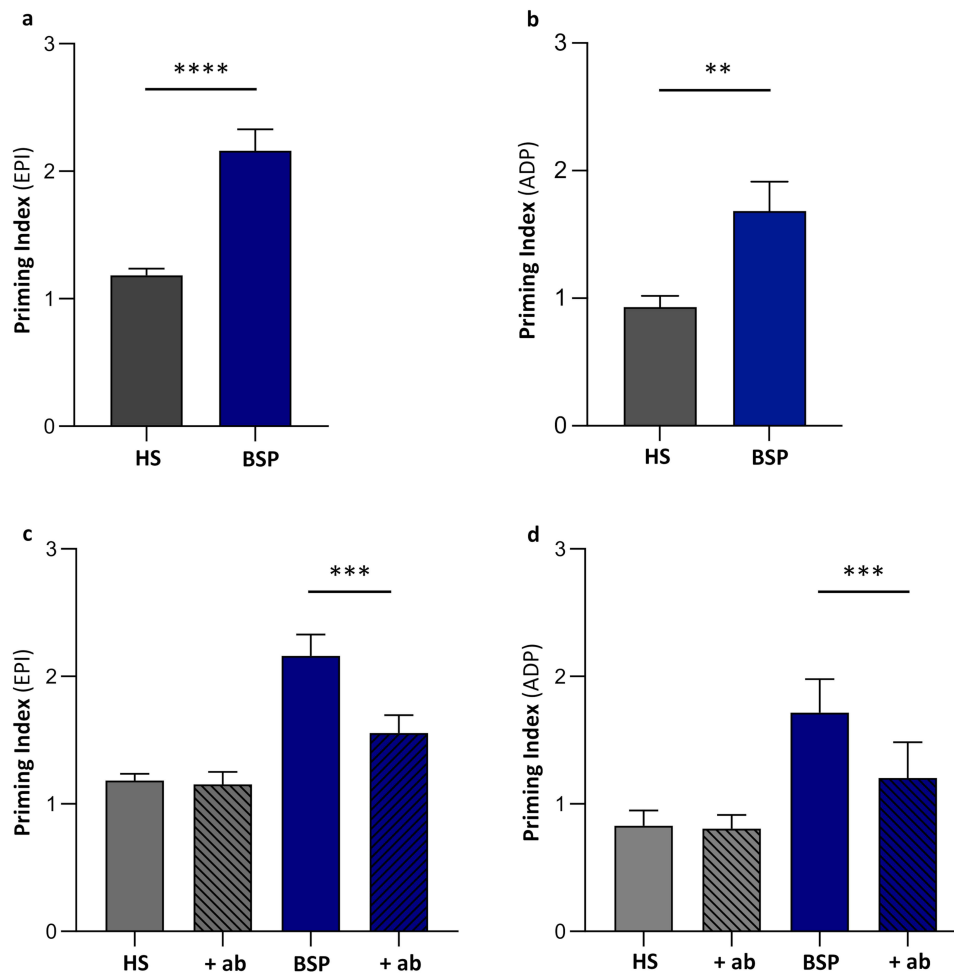 a
Priming Index (EPI)
3
2
1
0
****
HS
BSP
b
Priming Index (ADP)
3
2
1
0
**
HS
BSP
c
Priming Index (EPI)
3
2
1
0
***
HS
+ ab
BSP
+ ab
d
Priming Index (ADP)
3
2
1
0
***
HS
+ ab
BSP
+ ab